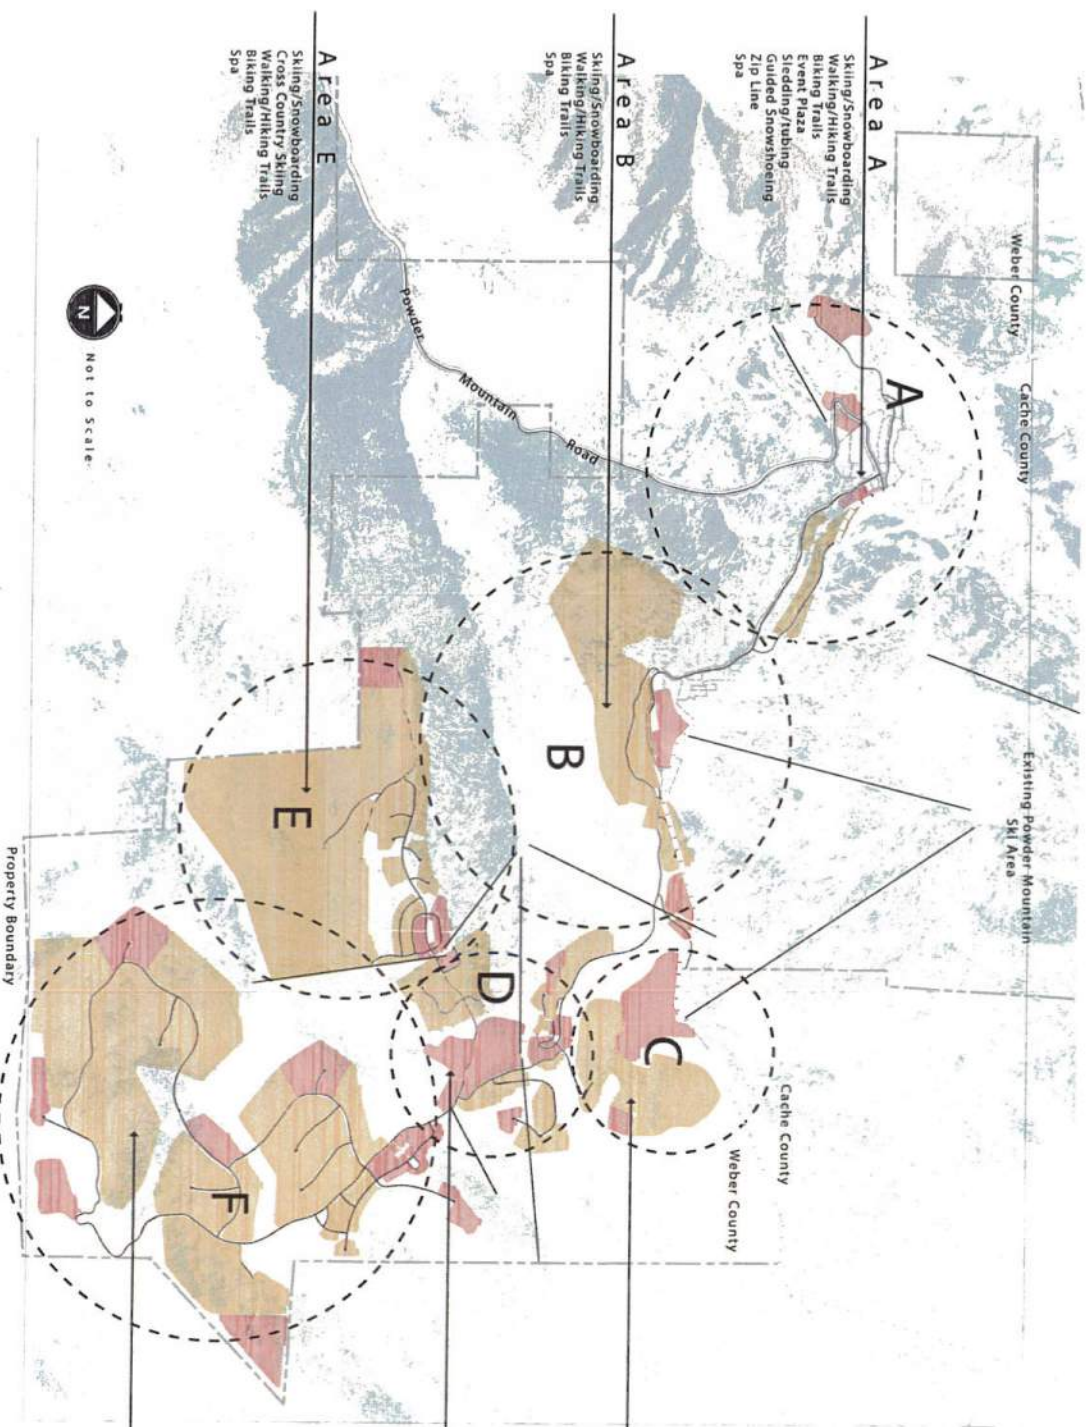 Area A
Skiing/Snowboarding
Walking/Hiking Trails
Biking Trails
Event Plaza
Sledding/tubing
Guided Snowshoeing
Zip Line
Spa
Area B
Skiing/Snowboarding
Walking/Hiking Trails
Biking Trails
Spa
Area E
Skiing/Snowboarding
Cross Country Skiing
Walking/Hiking Trails
Biking Trails
Spa
Weber County
Cache County
Existing Powder Mountain
Ski Area
Cache County
Weber County
Powder Mountain Road
A
B
C
D
E
F
Property Boundary
N
Not to Scale